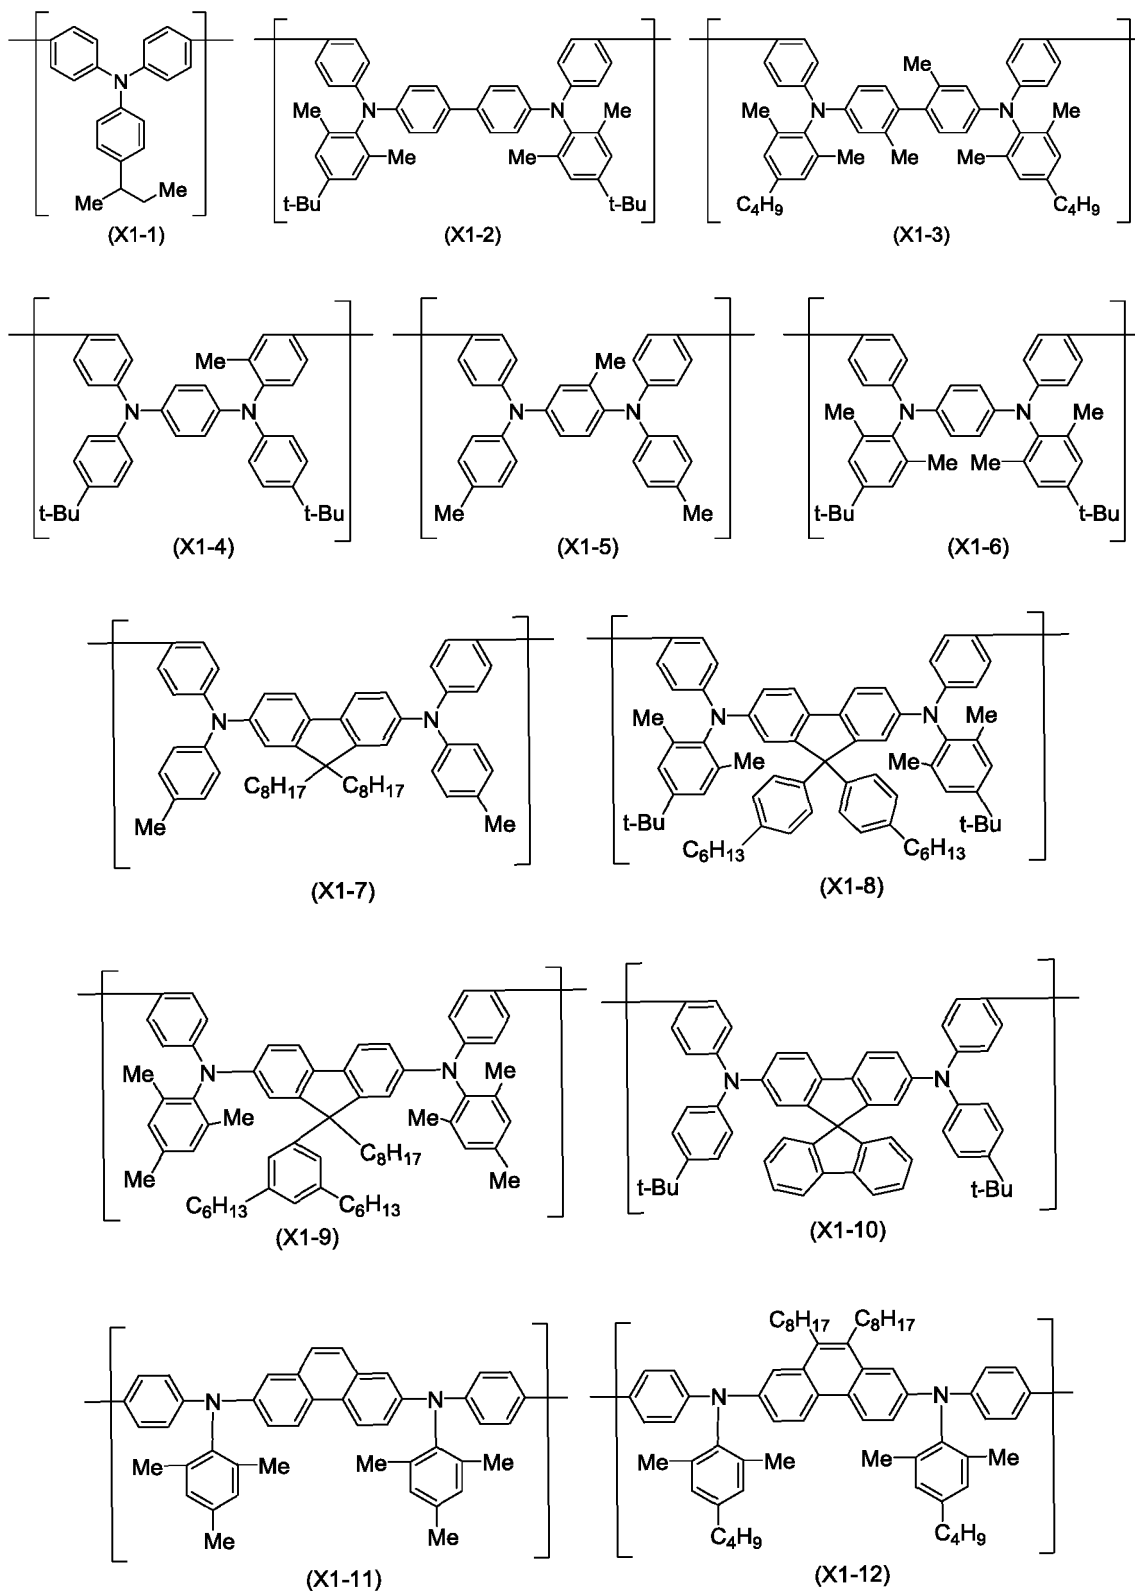 N
Me Me
(X1-1)
Me N N Me
Me Me
t-Bu t-Bu
(X1-2)
Me
Me N N Me
Me Me Me
C4H9 C4H9
(X1-3)
Me
N N
t-Bu t-Bu
(X1-4)
Me
N N
Me Me
(X1-5)
N N
Me Me
Me Me
t-Bu t-Bu
(X1-6)
N N
C8H17 C8H17
Me Me
(X1-7)
N N
Me Me
Me Me
t-Bu t-Bu
C6H13 C6H13
(X1-8)
N N
Me Me
Me Me
C8H17
Me Me
C6H13 C6H13
(X1-9)
N N
t-Bu t-Bu
(X1-10)
N N
Me Me Me Me
Me Me
(X1-11)
C8H17 C8H17
N N
Me Me Me Me
C4H9 C4H9
(X1-12)